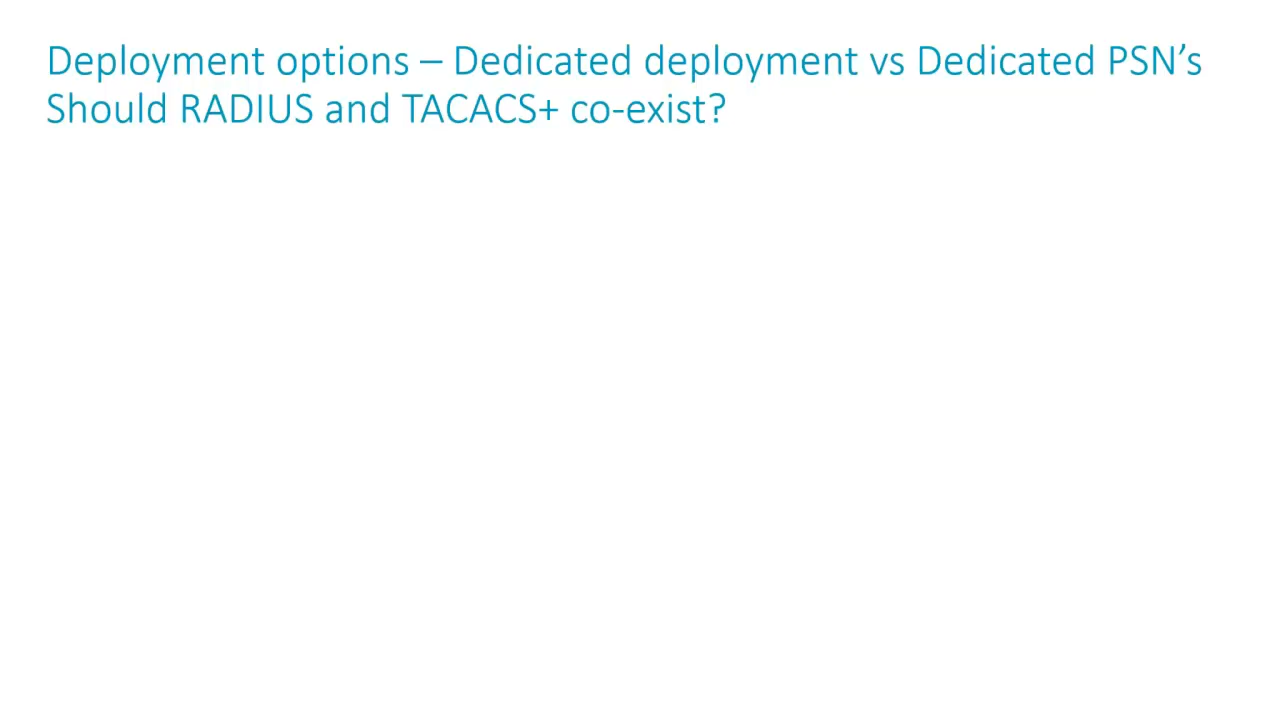 Deployment options – Dedicated deployment vs Dedicated PSN’s
Should RADIUS and TACACS+ co-exist?